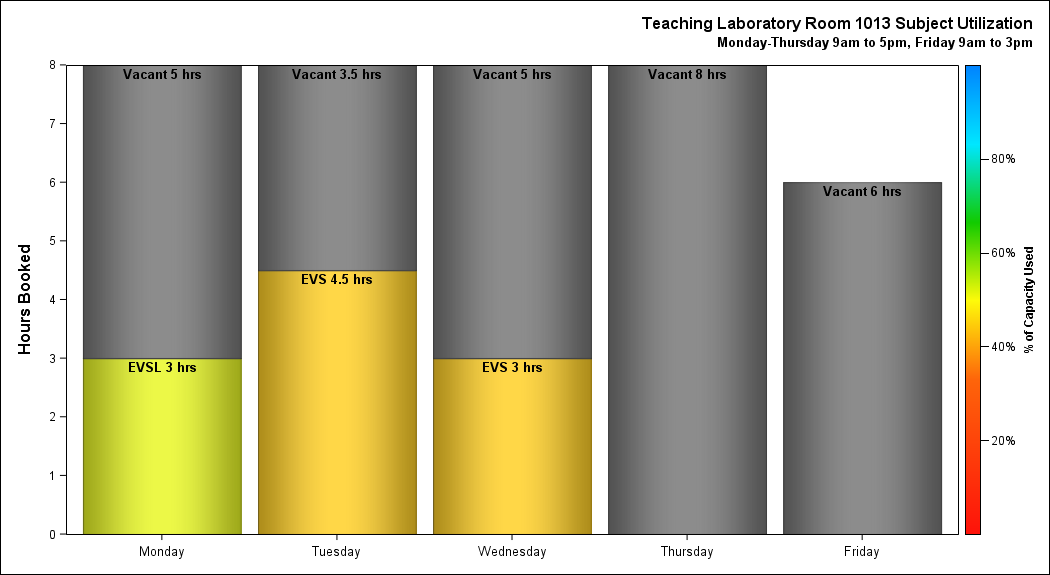 Teaching Laboratory Room 1013 Subject Utilization
Monday-Thursday 9am to 5pm, Friday 9am to 3pm
Hours Booked
8
7
6
5
4
3
2
1
0
Vacant 5 hrs
EVSL 3 hrs
Vacant 3.5 hrs
EVS 4.5 hrs
Vacant 5 hrs
EVS 3 hrs
Vacant 8 hrs
Vacant 6 hrs
Monday
Tuesday
Wednesday
Thursday
Friday
80%
60%
40%
20%
% of Capacity Used